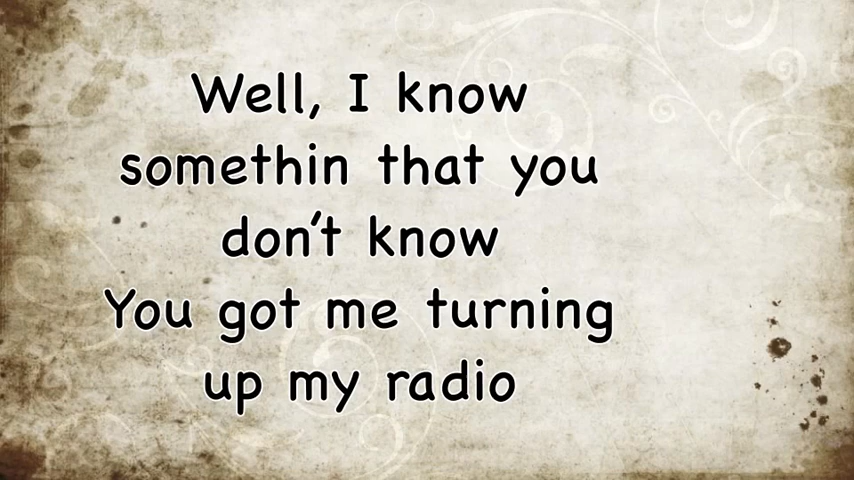 Well, I know
somethin that you
don't know
You got me turning
up my radio